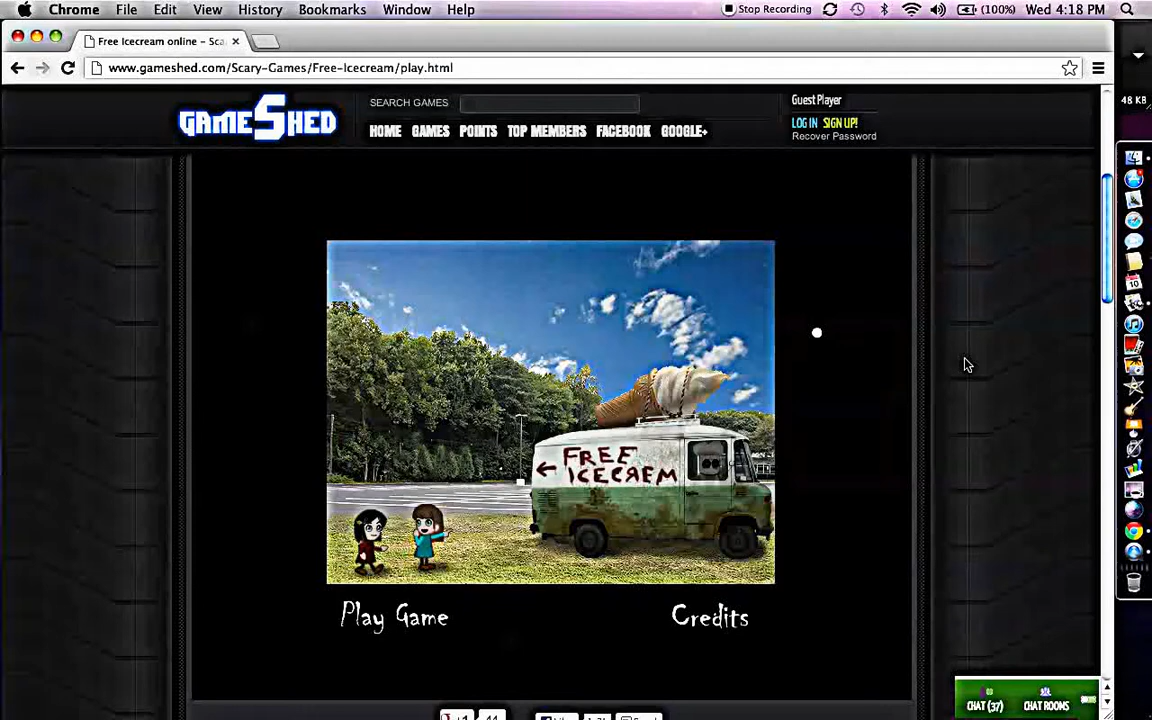 Chrome File Edit View History Bookmarks Window Help Stop Recording (100%) Wed 4:18 PM
Free Icecream online – Sca
www.gameshed.com/Scary-Games/Free-Icecream/play.html
48 KB
GAMESHED
SEARCH GAMES
Guest Player
LOG IN SIGN UP!
HOME GAMES POINTS TOP MEMBERS FACEBOOK GOOGLE+
Recover Password
FREE
ICECREM
Play Game Credits
CHAT (37) CHAT ROOMS